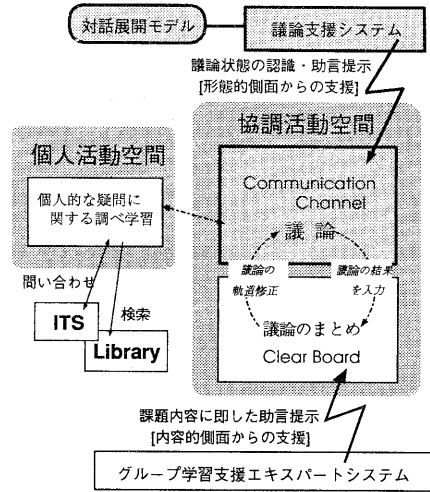 対話展開モデル
議論支援システム
議論状態の認識・助言提示
[形態的側面からの支援]
協調活動空間
個人活動空間
Communication
Channel
個人的な疑問に
関する調べ学習
議論
議論の
軌道修正
議論の結果
を入力
問い合わせ
ITS
検索
Library
議論のまとめ
Clear Board
課題内容に即した助言提示
[内容的側面からの支援]
グループ学習支援エキスパートシステム